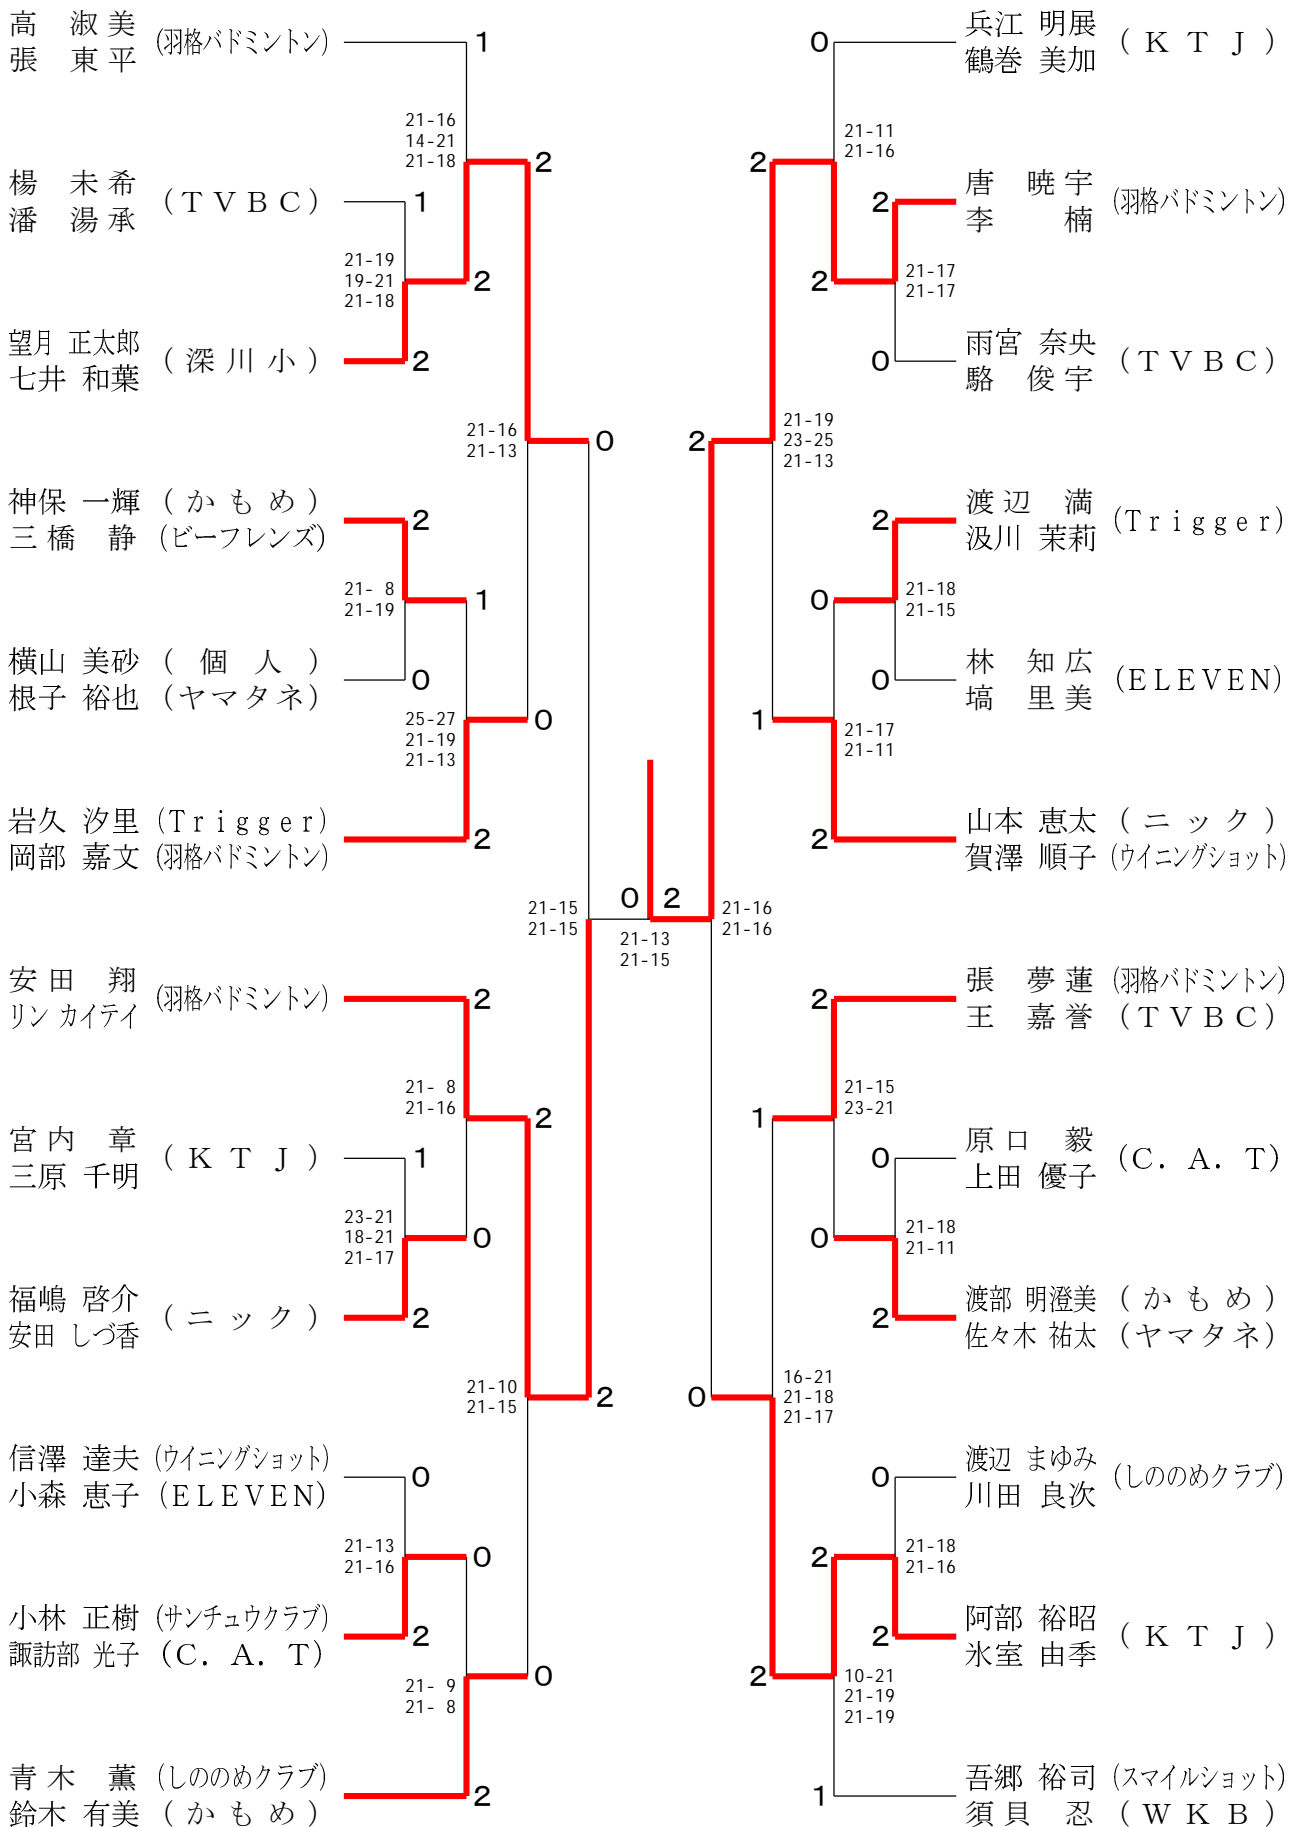 高 淑美 (羽格バドミントン)
張 東平
1
21-16
14-21
21-18
2
楊 未希 (TVBC)
潘 湯承
1
21-19
19-21
21-18
2
望月 正太郎 (深川小)
七井 和葉
2
21-16
21-13
0
神保 一輝 (かもめ)
三橋 静 (ビーフレンズ)
2
21- 8
21-19
1
横山 美砂 (個人)
根子 裕也 (ヤマタネ)
0
25-27
21-19
21-13
0
岩久 汐里 (Trigger)
岡部 嘉文 (羽格バドミントン)
2
21-15
21-15
0 2
21-13
21-15
安田 翔 (羽格バドミントン)
リン カイテイ
2
21- 8
21-16
2
宮内 章 (KTJ)
三原 千明
1
23-21
18-21
21-17
0
福嶋 啓介 (ニック)
安田 しづ香
2
21-10
21-15
2
信澤 達夫 (ウイニングショット)
小森 恵子 (ELEVEN)
0
21-13
21-16
0
小林 正樹 (サンチュウクラブ)
諏訪部 光子 (C. A. T)
2
21- 9
21- 8
0
青木 薫 (しののめクラブ)
鈴木 有美 (かもめ)
2
兵江 明展 (KTJ)
鶴巻 美加
0
21-11
21-16
2
唐 暁宇 (羽格バドミントン)
李 楠
2
21-17
21-17
2
雨宮 奈央 (TVBC)
駱 俊宇
0
21-19
23-25
21-13
2
渡辺 満 (Trigger)
汲川 茉莉
2
21-18
21-15
0
林 知広 (ELEVEN)
塙 里美
0
21-17
21-11
1
山本 恵太 (ニック)
賀澤 順子 (ウイニングショット)
2
21-16
21-16
張 夢蓮 (羽格バドミントン)
王 嘉誉 (TVBC)
2
21-15
23-21
1
原口 毅 (C. A. T)
上田 優子
0
21-18
21-11
0
渡部 明澄美 (かもめ)
佐々木 祐太 (ヤマタネ)
2
16-21
21-18
21-17
0
渡辺 まゆみ (しののめクラブ)
川田 良次
0
21-18
21-16
2
阿部 裕昭 (KTJ)
氷室 由季
2
10-21
21-19
21-19
2
吾郷 裕司 (スマイルショット)
須貝 忍 (WKB)
1